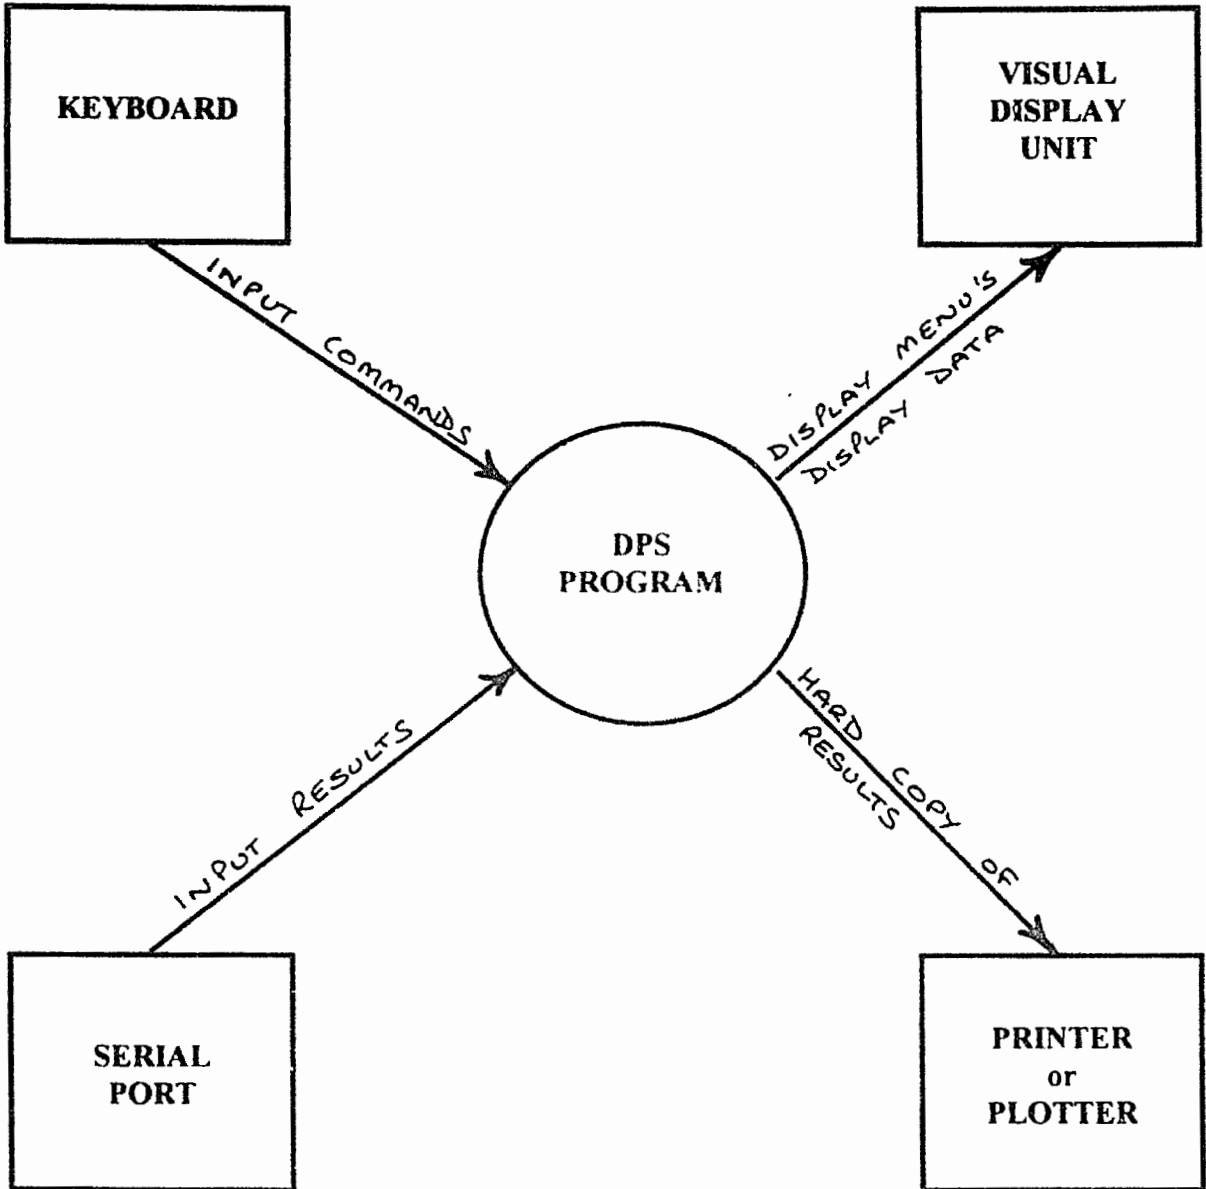 KEYBOARD
VISUAL
DISPLAY
UNIT
INPUT COMMANDS
DISPLAY MENU'S
DISPLAY DATA
DPS
PROGRAM
INPUT RESULTS
HARD COPY OF
RESULTS
SERIAL
PORT
PRINTER
or
PLOTTER